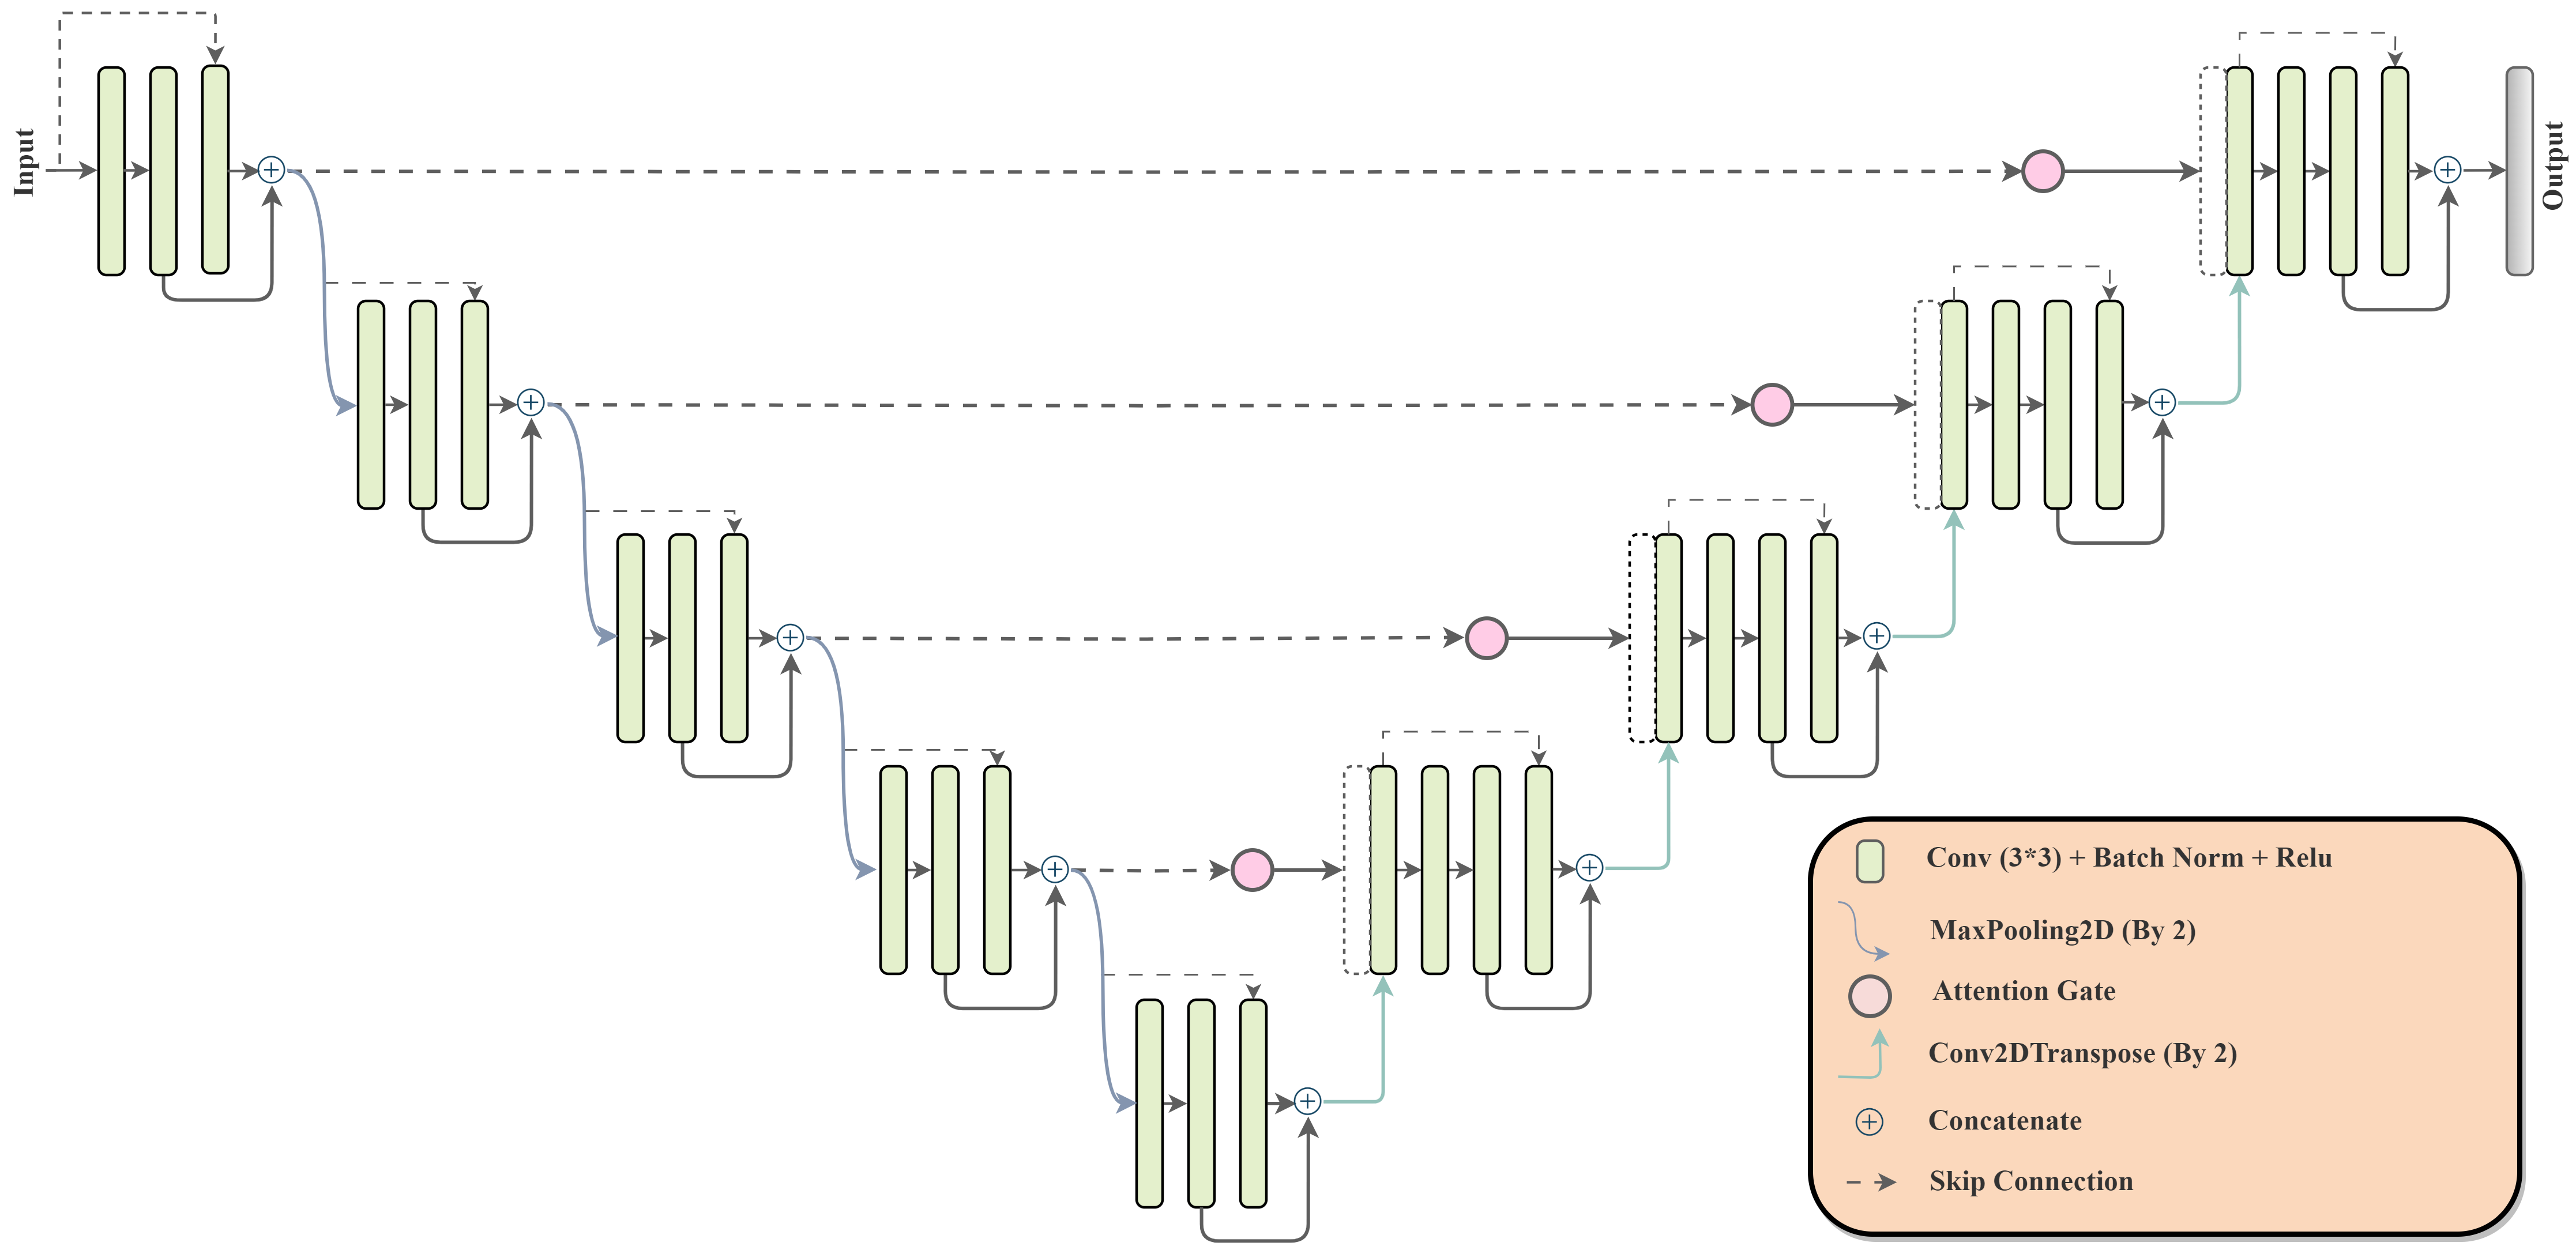 Input
Output
Conv (3*3) + Batch Norm + Relu
MaxPooling2D (By 2)
Attention Gate
Conv2DTranspose (By 2)
Concatenate
Skip Connection